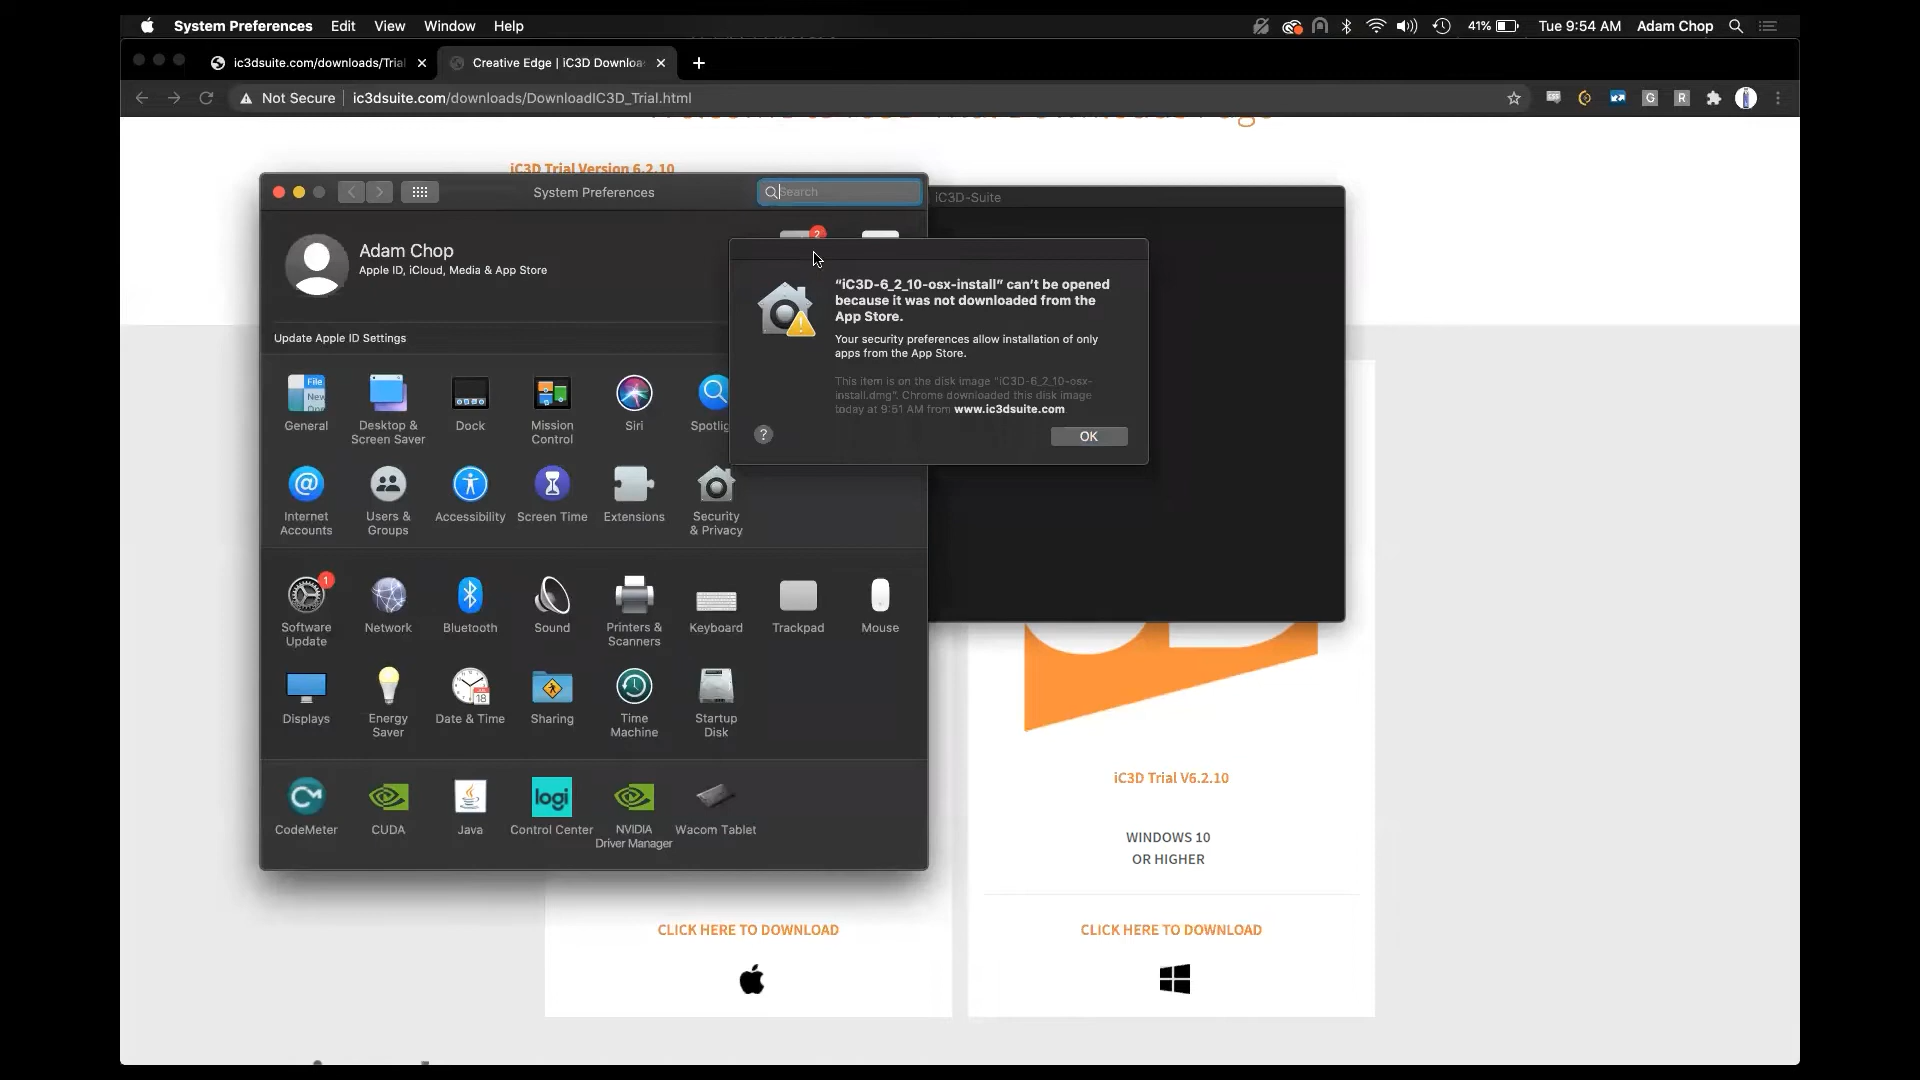 System Preferences Edit View Window Help
41% Tue 9:54 AM Adam Chop
ic3dsuite.com/downloads/Trial
Creative Edge | iC3D Downloa
Not Secure ic3dsuite.com/downloads/DownloadIC3D_Trial.html
iC3D Trial Version 6.2.10
System Preferences
Search
iC3D-Suite
Adam Chop
Apple ID, iCloud, Media & App Store
2
Update Apple ID Settings
"iC3D-6_2_10-osx-install" can't be opened
because it was not downloaded from the
App Store.
Your security preferences allow installation of only
apps from the App Store.
This item is on the disk image "iC3D-6_2_10-osx-
install.dmg". Chrome downloaded this disk image
today at 9:51 AM from www.ic3dsuite.com
?
OK
File
New
General
Desktop &
Screen Saver
Dock
Mission
Control
Siri
Spotlig
Internet
Accounts
Users &
Groups
Accessibility
Screen Time
Extensions
Security
& Privacy
1
Software
Update
Network
Bluetooth
Sound
Printers &
Scanners
Keyboard
Trackpad
Mouse
18
Displays
Energy
Saver
Date & Time
Sharing
Time
Machine
Startup
Disk
logi
CodeMeter
CUDA
Java
Control Center
NVIDIA
Driver Manager
Wacom Tablet
iC3D Trial V6.2.10
WINDOWS 10
OR HIGHER
CLICK HERE TO DOWNLOAD
CLICK HERE TO DOWNLOAD